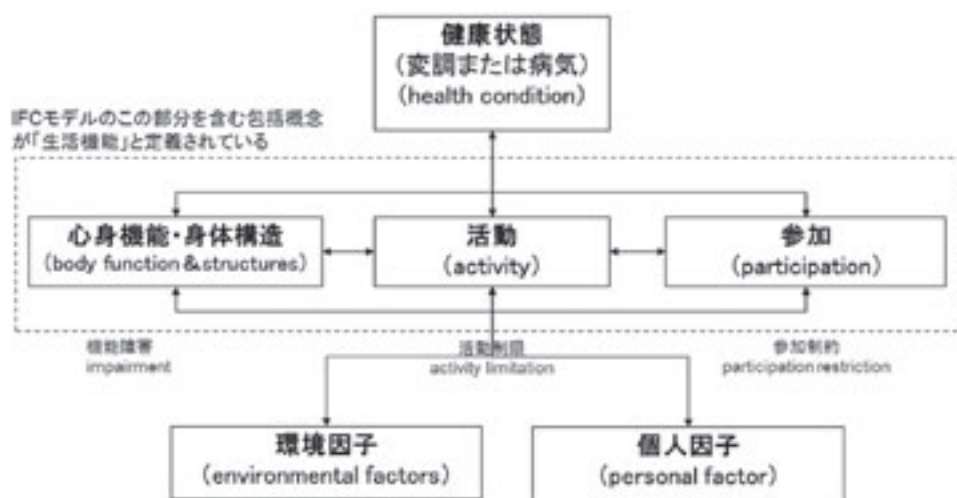 健康状態
(変調または病気)
(health condition)
IFCモデルのこの部分を含む包括概念
が「生活機能」と定義されている
心身機能・身体構造
(body function &structures)
活動
(activity)
参加
(participation)
機能障害
impairment
活動制限
activity limitation
参加制約
participation restriction
環境因子
(environmental factors)
個人因子
(personal factor)